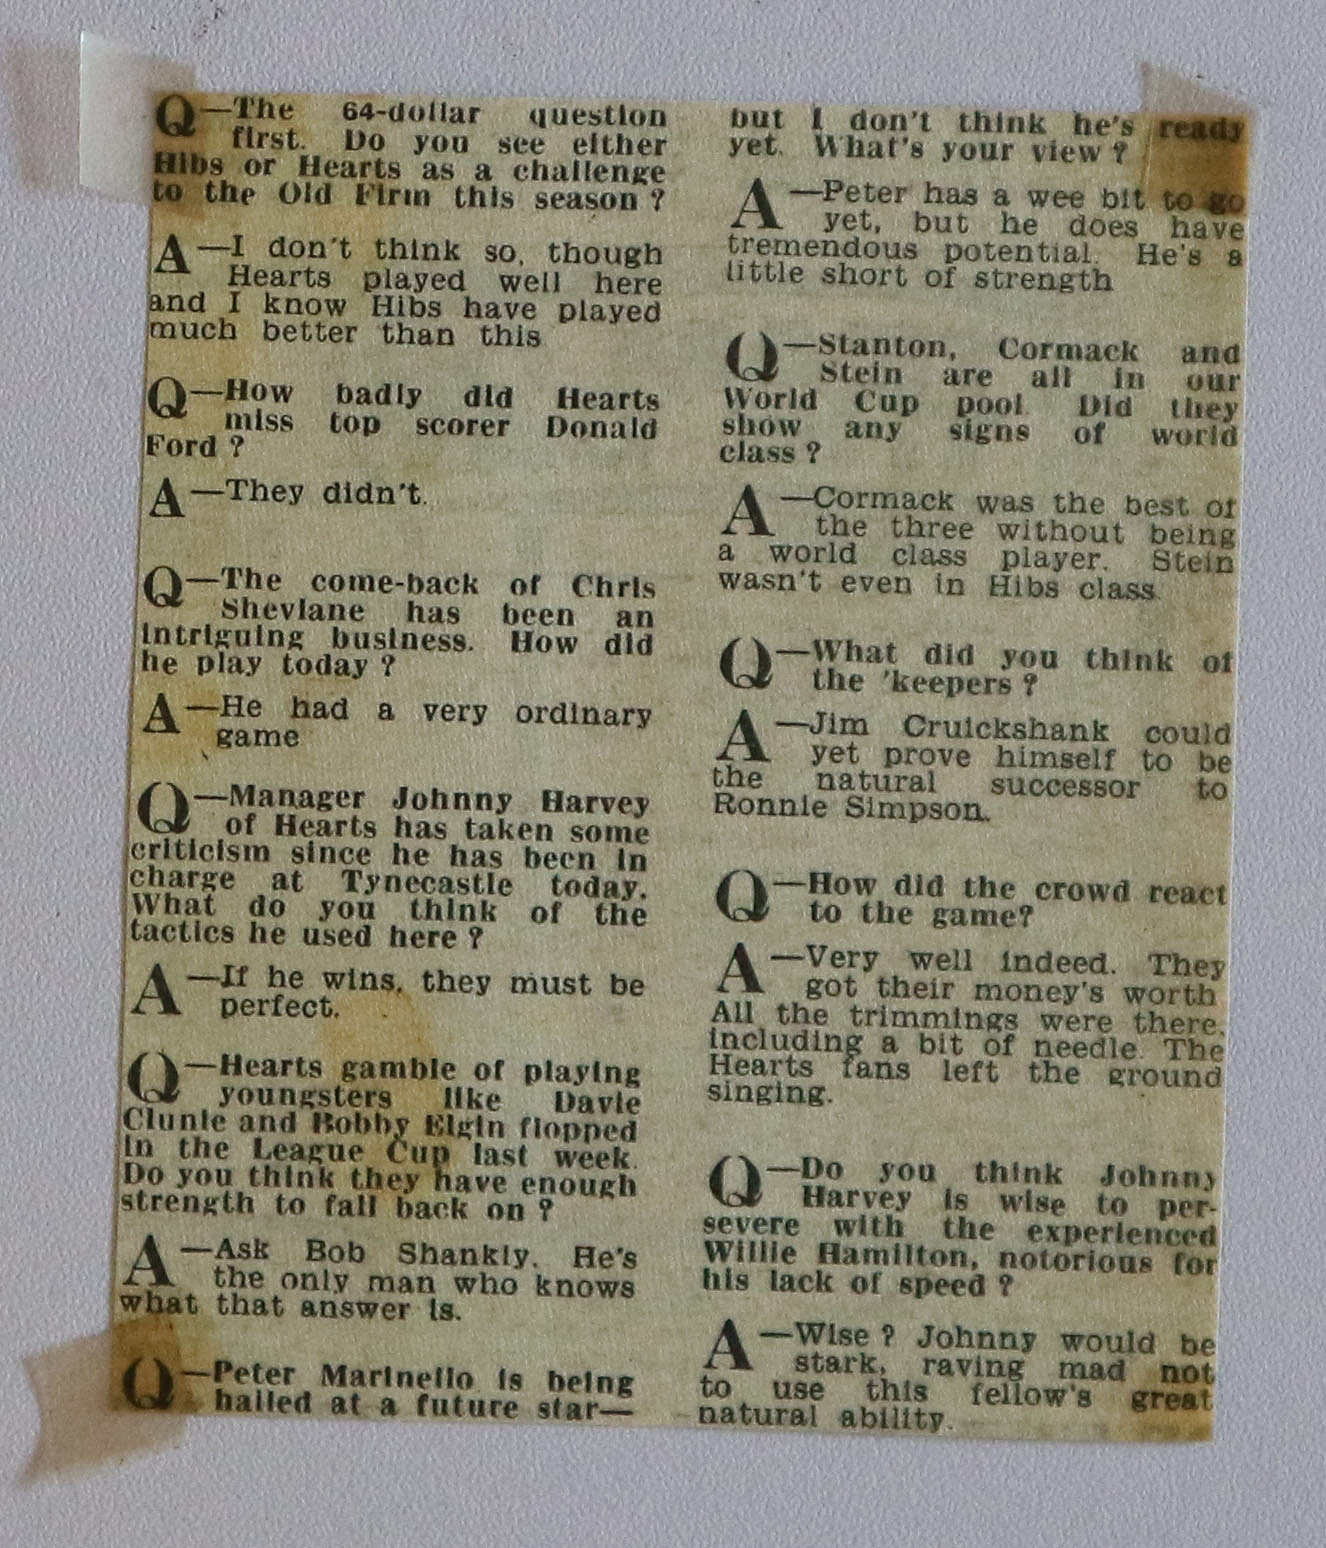 Q—The 64-dollar question
first. Do you see either
Hibs or Hearts as a challenge
to the Old Firm this season ?
A—I don't think so, though
Hearts played well here
and I know Hibs have played
much better than this
Q—How badly did Hearts
miss top scorer Donald
Ford ?
A—They didn't.
Q—The come-back of Chris
Shevlane has been an
intriguing business. How did
he play today ?
A—He had a very ordinary
game
Q—Manager Johnny Harvey
of Hearts has taken some
criticism since he has been in
charge at Tynecastle today.
What do you think of the
tactics he used here ?
A—If he wins, they must be
perfect.
Q—Hearts gamble of playing
youngsters like Davie
Clunie and Bobby Elgin flopped
in the League Cup last week.
Do you think they have enough
strength to fall back on ?
A—Ask Bob Shankly. He's
the only man who knows
what that answer is.
Q—Peter Marinello is being
hailed at a future star—
but I don't think he's ready
yet. What's your view ?
A—Peter has a wee bit to go
yet, but he does have
tremendous potential. He's a
little short of strength
Q—Stanton, Cormack and
Stein are all in our
World Cup pool. Did they
show any signs of world
class ?
A—Cormack was the best of
the three without being
a world class player. Stein
wasn't even in Hibs class.
Q—What did you think of
the 'keepers ?
A—Jim Cruickshank could
yet prove himself to be
the natural successor to
Ronnie Simpson.
Q—How did the crowd react
to the game?
A—Very well indeed. They
got their money's worth
All the trimmings were there,
including a bit of needle. The
Hearts fans left the ground
singing.
Q—Do you think Johnny
Harvey is wise to per-
severe with the experienced
Willie Hamilton, notorious for
his lack of speed ?
A—Wise ? Johnny would be
stark, raving mad not
to use this fellow's great
natural ability.